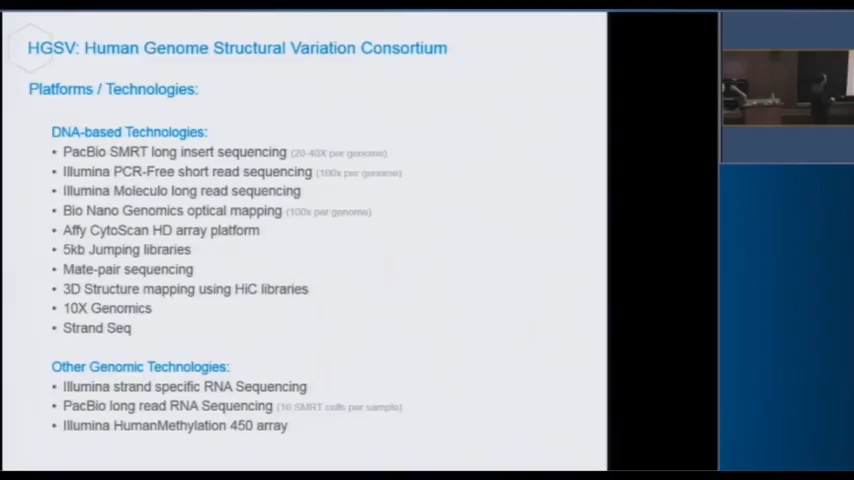 HGSV: Human Genome Structural Variation Consortium
Platforms / Technologies:
DNA-based Technologies:
• PacBio SMRT long insert sequencing (20-40X per genome)
• Illumina PCR-Free short read sequencing (100x per genome)
• Illumina Moleculo long read sequencing
• Bio Nano Genomics optical mapping (100x per genome)
• Affy CytoScan HD array platform
• 5kb Jumping libraries
• Mate-pair sequencing
• 3D Structure mapping using HiC libraries
• 10X Genomics
• Strand Seq
Other Genomic Technologies:
• Illumina strand specific RNA Sequencing
• PacBio long read RNA Sequencing (16 SMRT cells per sample)
• Illumina HumanMethylation 450 array